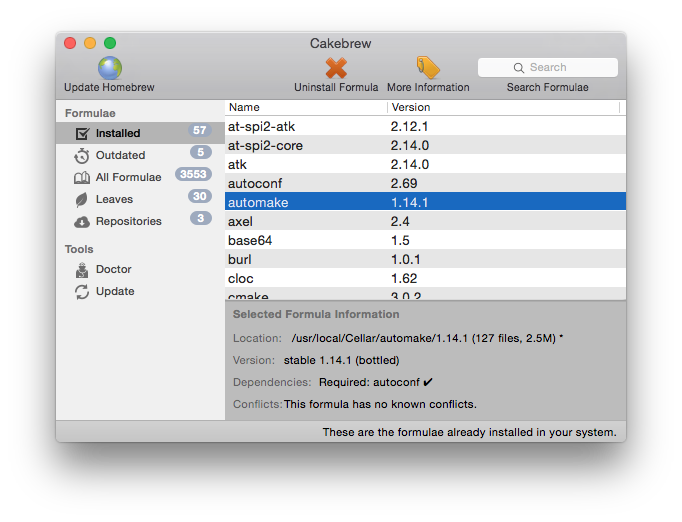 Cakebrew
Update Homebrew
Uninstall Formula
More Information
Search
Search Formulae
Formulae
Installed 57
Outdated 5
All Formulae 3553
Leaves 30
Repositories 3
Tools
Doctor
Update
Name Version
at-spi2-atk 2.12.1
at-spi2-core 2.14.0
atk 2.14.0
autoconf 2.69
automake 1.14.1
axel 2.4
base64 1.5
burl 1.0.1
cloc 1.62
cmake 3.0.2
Selected Formula Information
Location: /usr/local/Cellar/automake/1.14.1 (127 files, 2.5M) *
Version: stable 1.14.1 (bottled)
Dependencies: Required: autoconf ✔
Conflicts: This formula has no known conflicts.
These are the formulae already installed in your system.